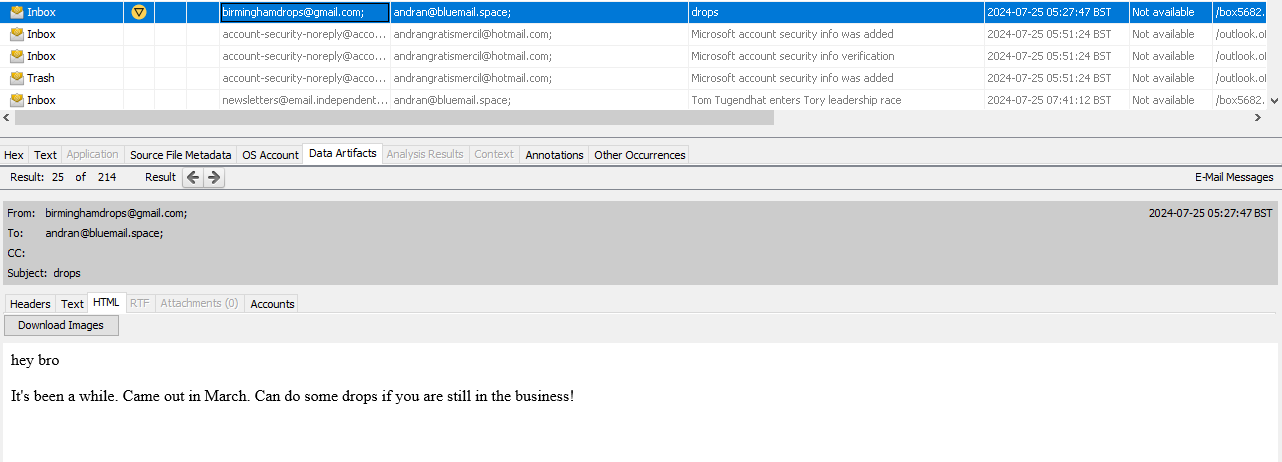 Inbox birminghamdrops@gmail.com; andran@bluemail.space; drops 2024-07-25 05:27:47 BST Not available /box5682.
Inbox account-security-noreply@acco... andrangratismercil@hotmail.com; Microsoft account security info was added 2024-07-25 05:51:24 BST Not available /outlook.of
Inbox account-security-noreply@acco... andrangratismercil@hotmail.com; Microsoft account security info verification 2024-07-25 05:51:24 BST Not available /outlook.of
Trash account-security-noreply@acco... andrangratismercil@hotmail.com; Microsoft account security info was added 2024-07-25 05:51:24 BST Not available /outlook.of
Inbox newsletters@email.independent... andran@bluemail.space; Tom Tugendhat enters Tory leadership race 2024-07-25 07:41:12 BST Not available /box5682.
Hex Text Application Source File Metadata OS Account Data Artifacts Analysis Results Context Annotations Other Occurrences
Result: 25 of 214 Result E-Mail Messages
From: birminghamdrops@gmail.com; 2024-07-25 05:27:47 BST
To: andran@bluemail.space;
CC:
Subject: drops
Headers Text HTML RTF Attachments (0) Accounts
Download Images
hey bro
It's been a while. Came out in March. Can do some drops if you are still in the business!